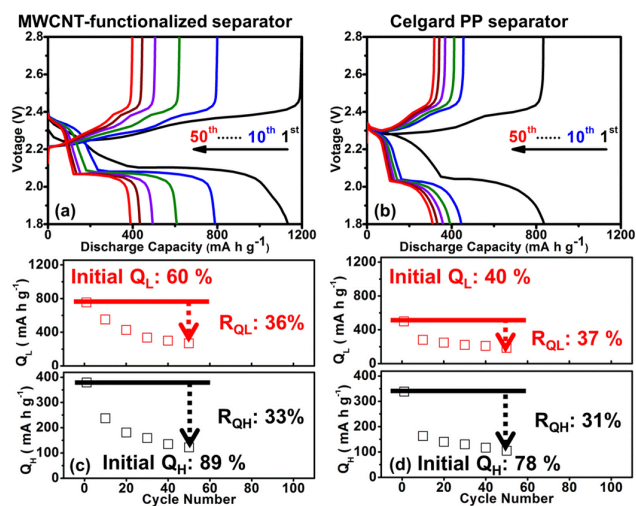 MWCNT-functionalized separator
Celgard PP separator
2.8
2.6
2.4
2.2
2.0
1.8
Votage (V)
50th ...... 10th 1st
(a)
0 400 800 1200
Discharge Capacity (mA h g-1)
2.8
2.6
2.4
2.2
2.0
1.8
Votage (V)
50th ...... 10th 1st
(b)
0 400 800 1200
Discharge Capacity (mA h g-1)
1200
800
400
0
QL ( mA h g-1)
Initial QL: 60 %
RQL: 36%
400
300
200
100
0
QH ( mA h g-1)
RQH: 33%
(c)
Initial QH: 89 %
0 20 40 60 80 100
Cycle Number
1200
800
400
0
QL ( mA h g-1)
Initial QL: 40 %
RQL: 37 %
400
300
200
100
0
QH ( mA h g-1)
RQH: 31%
(d)
Initial QH: 78 %
0 20 40 60 80 100
Cycle Number